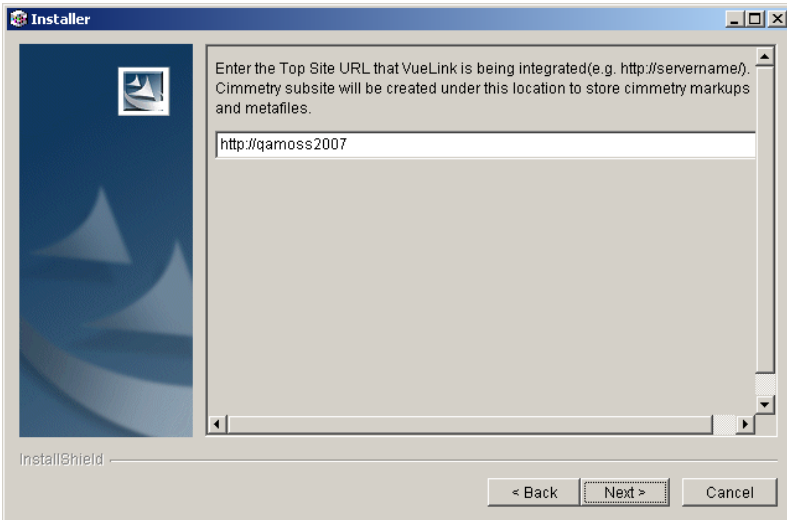 Installer
Enter the Top Site URL that VueLink is being integrated(e.g. http://servername/).
Cimmetry subsite will be created under this location to store cimmetry markups
and metafiles.
http://qamoss2007
InstallShield
< Back Next > Cancel